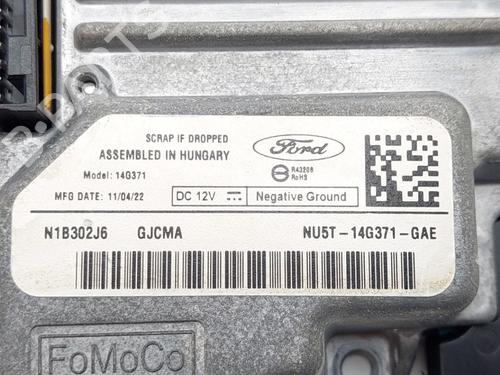 SCRAP IF DROPPED
ASSEMBLED IN HUNGARY
Ford
Model: 14G371
R43208
RoHS
MFG DATE: 11/04/22
DC 12V
Negative Ground
N1B302J6 GJCMA NU5T-14G371-GAE
FoMoCo